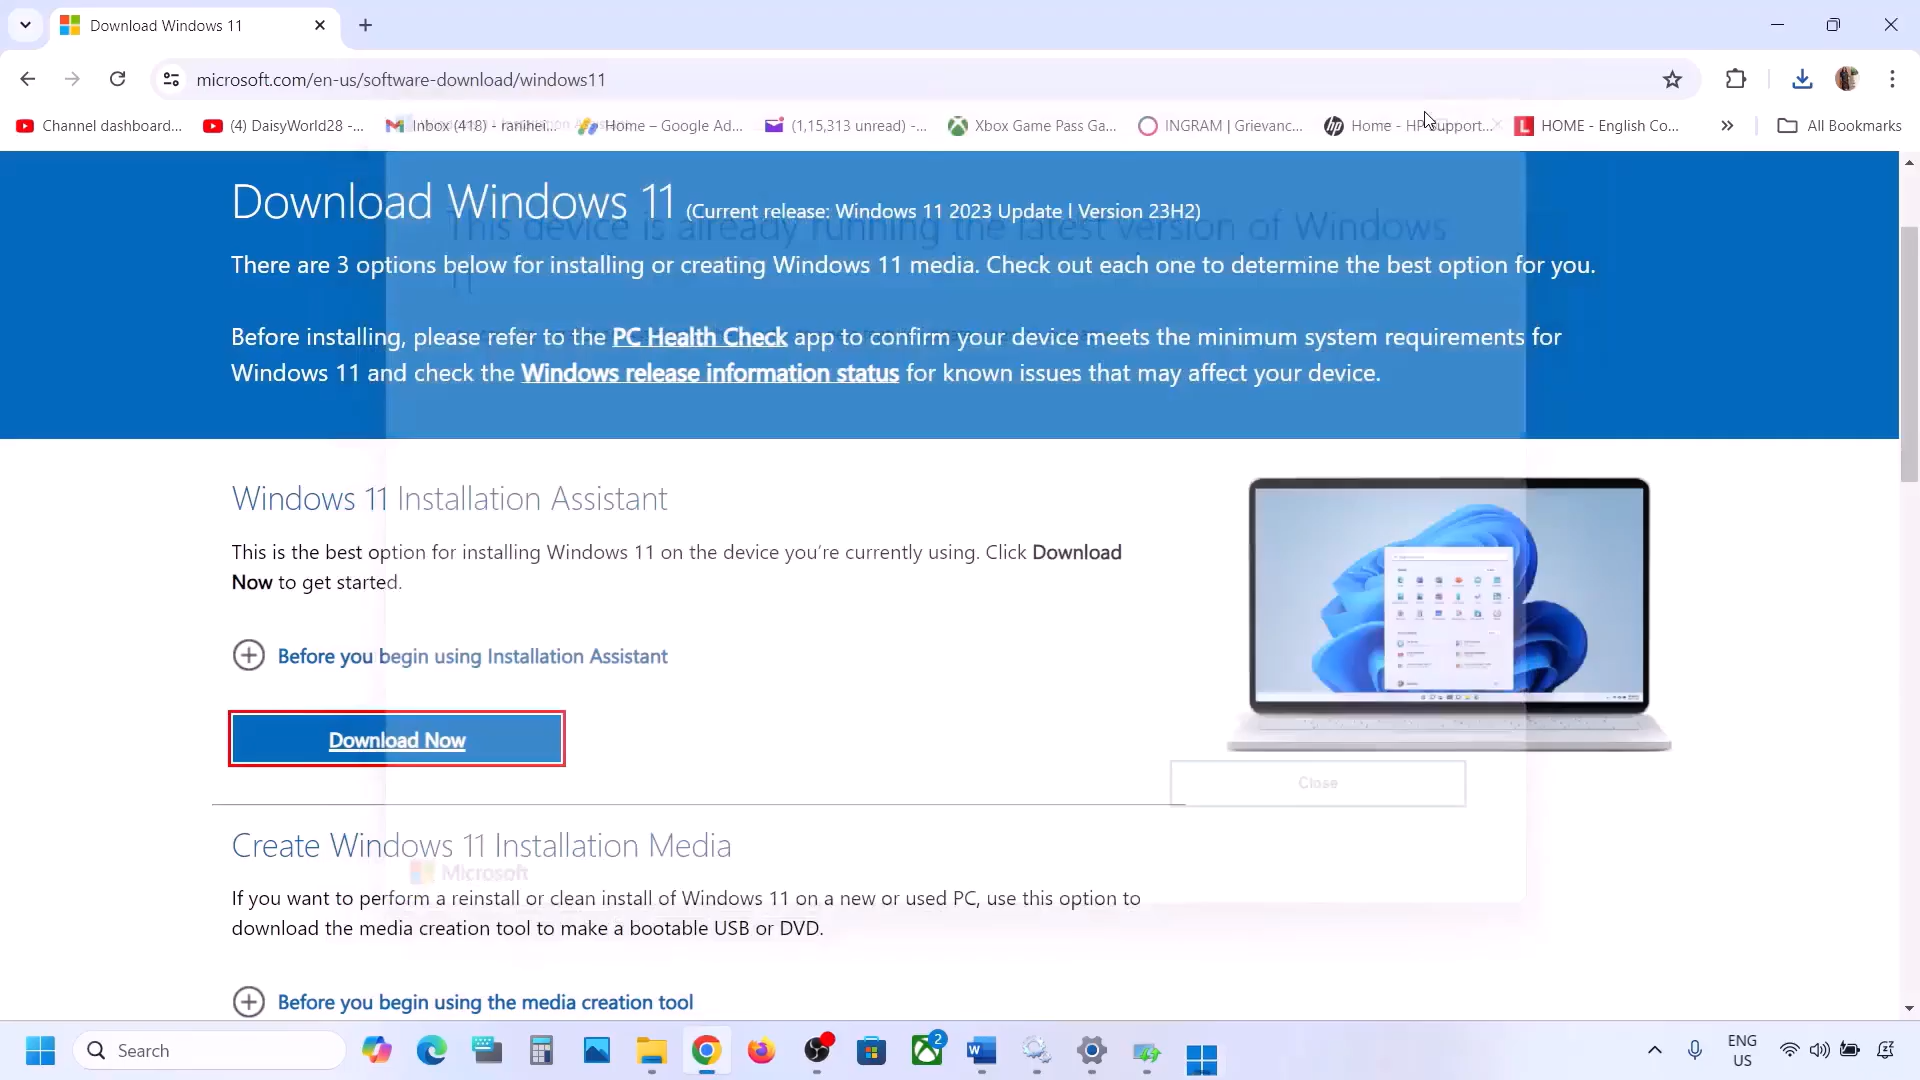 Download Windows 11
microsoft.com/en-us/software-download/windows11
Channel dashboard...
(4) DaisyWorld28 -...
Inbox (418) - ranihei...
Home – Google Ad...
(1,15,313 unread) -...
Xbox Game Pass Ga...
INGRAM | Grievanc...
Home - HP Support...
HOME - English Co...
All Bookmarks
Download Windows 11 (Current release: Windows 11 2023 Update l Version 23H2)
This device is already running the latest version of Windows
11
There are 3 options below for installing or creating Windows 11 media. Check out each one to determine the best option for you.
Before installing, please refer to the PC Health Check app to confirm your device meets the minimum system requirements for
Windows 11 and check the Windows release information status for known issues that may affect your device.
Windows 11 Installation Assistant
This is the best option for installing Windows 11 on the device you're currently using. Click Download
Now to get started.
Before you begin using Installation Assistant
Download Now
Close
Create Windows 11 Installation Media
Microsoft
If you want to perform a reinstall or clean install of Windows 11 on a new or used PC, use this option to
download the media creation tool to make a bootable USB or DVD.
Before you begin using the media creation tool
Search
2
ENG
US